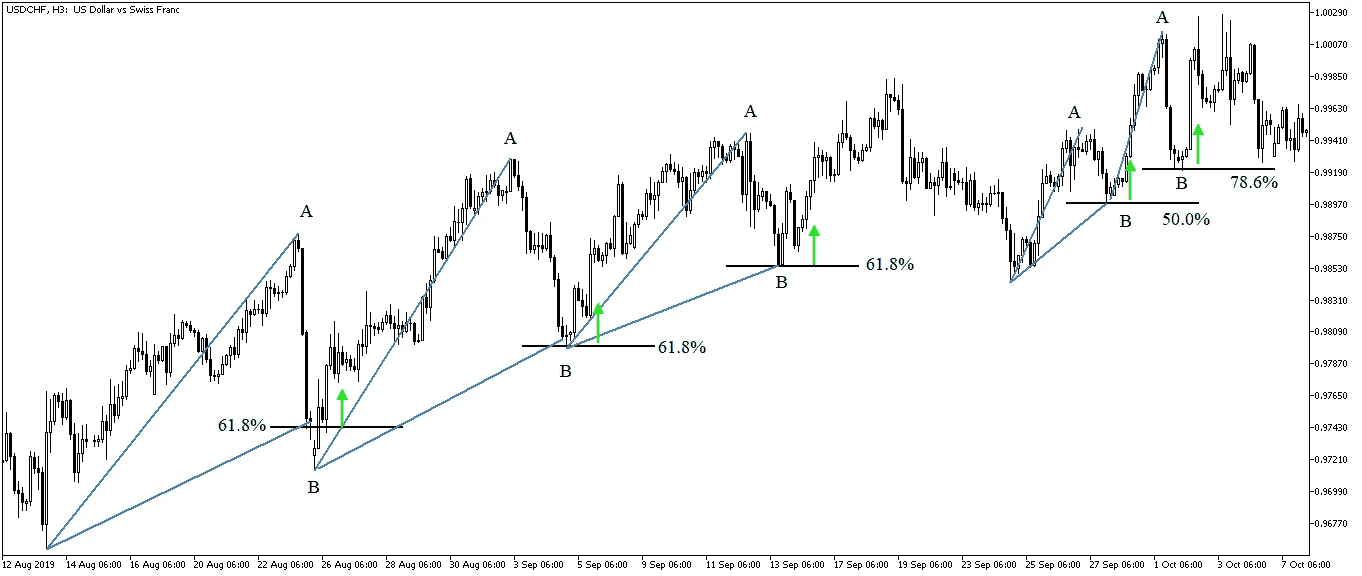 USDCHF, H3: US Dollar vs Swiss Franc
A
A
A
A
A
B
B
B
B
B
61.8%
61.8%
61.8%
50.0%
78.6%
1.00290
1.00070
0.99850
0.99630
0.99410
0.99190
0.98970
0.98750
0.98530
0.98310
0.98090
0.97870
0.97650
0.97430
0.97210
0.96990
0.96770
12 Aug 2019 14 Aug 06:00 16 Aug 06:00 20 Aug 06:00 22 Aug 06:00 26 Aug 06:00 28 Aug 06:00 30 Aug 06:00 3 Sep 06:00 5 Sep 06:00 9 Sep 06:00 11 Sep 06:00 13 Sep 06:00 17 Sep 06:00 19 Sep 06:00 23 Sep 06:00 25 Sep 06:00 27 Sep 06:00 1 Oct 06:00 3 Oct 06:00 7 Oct 06:00